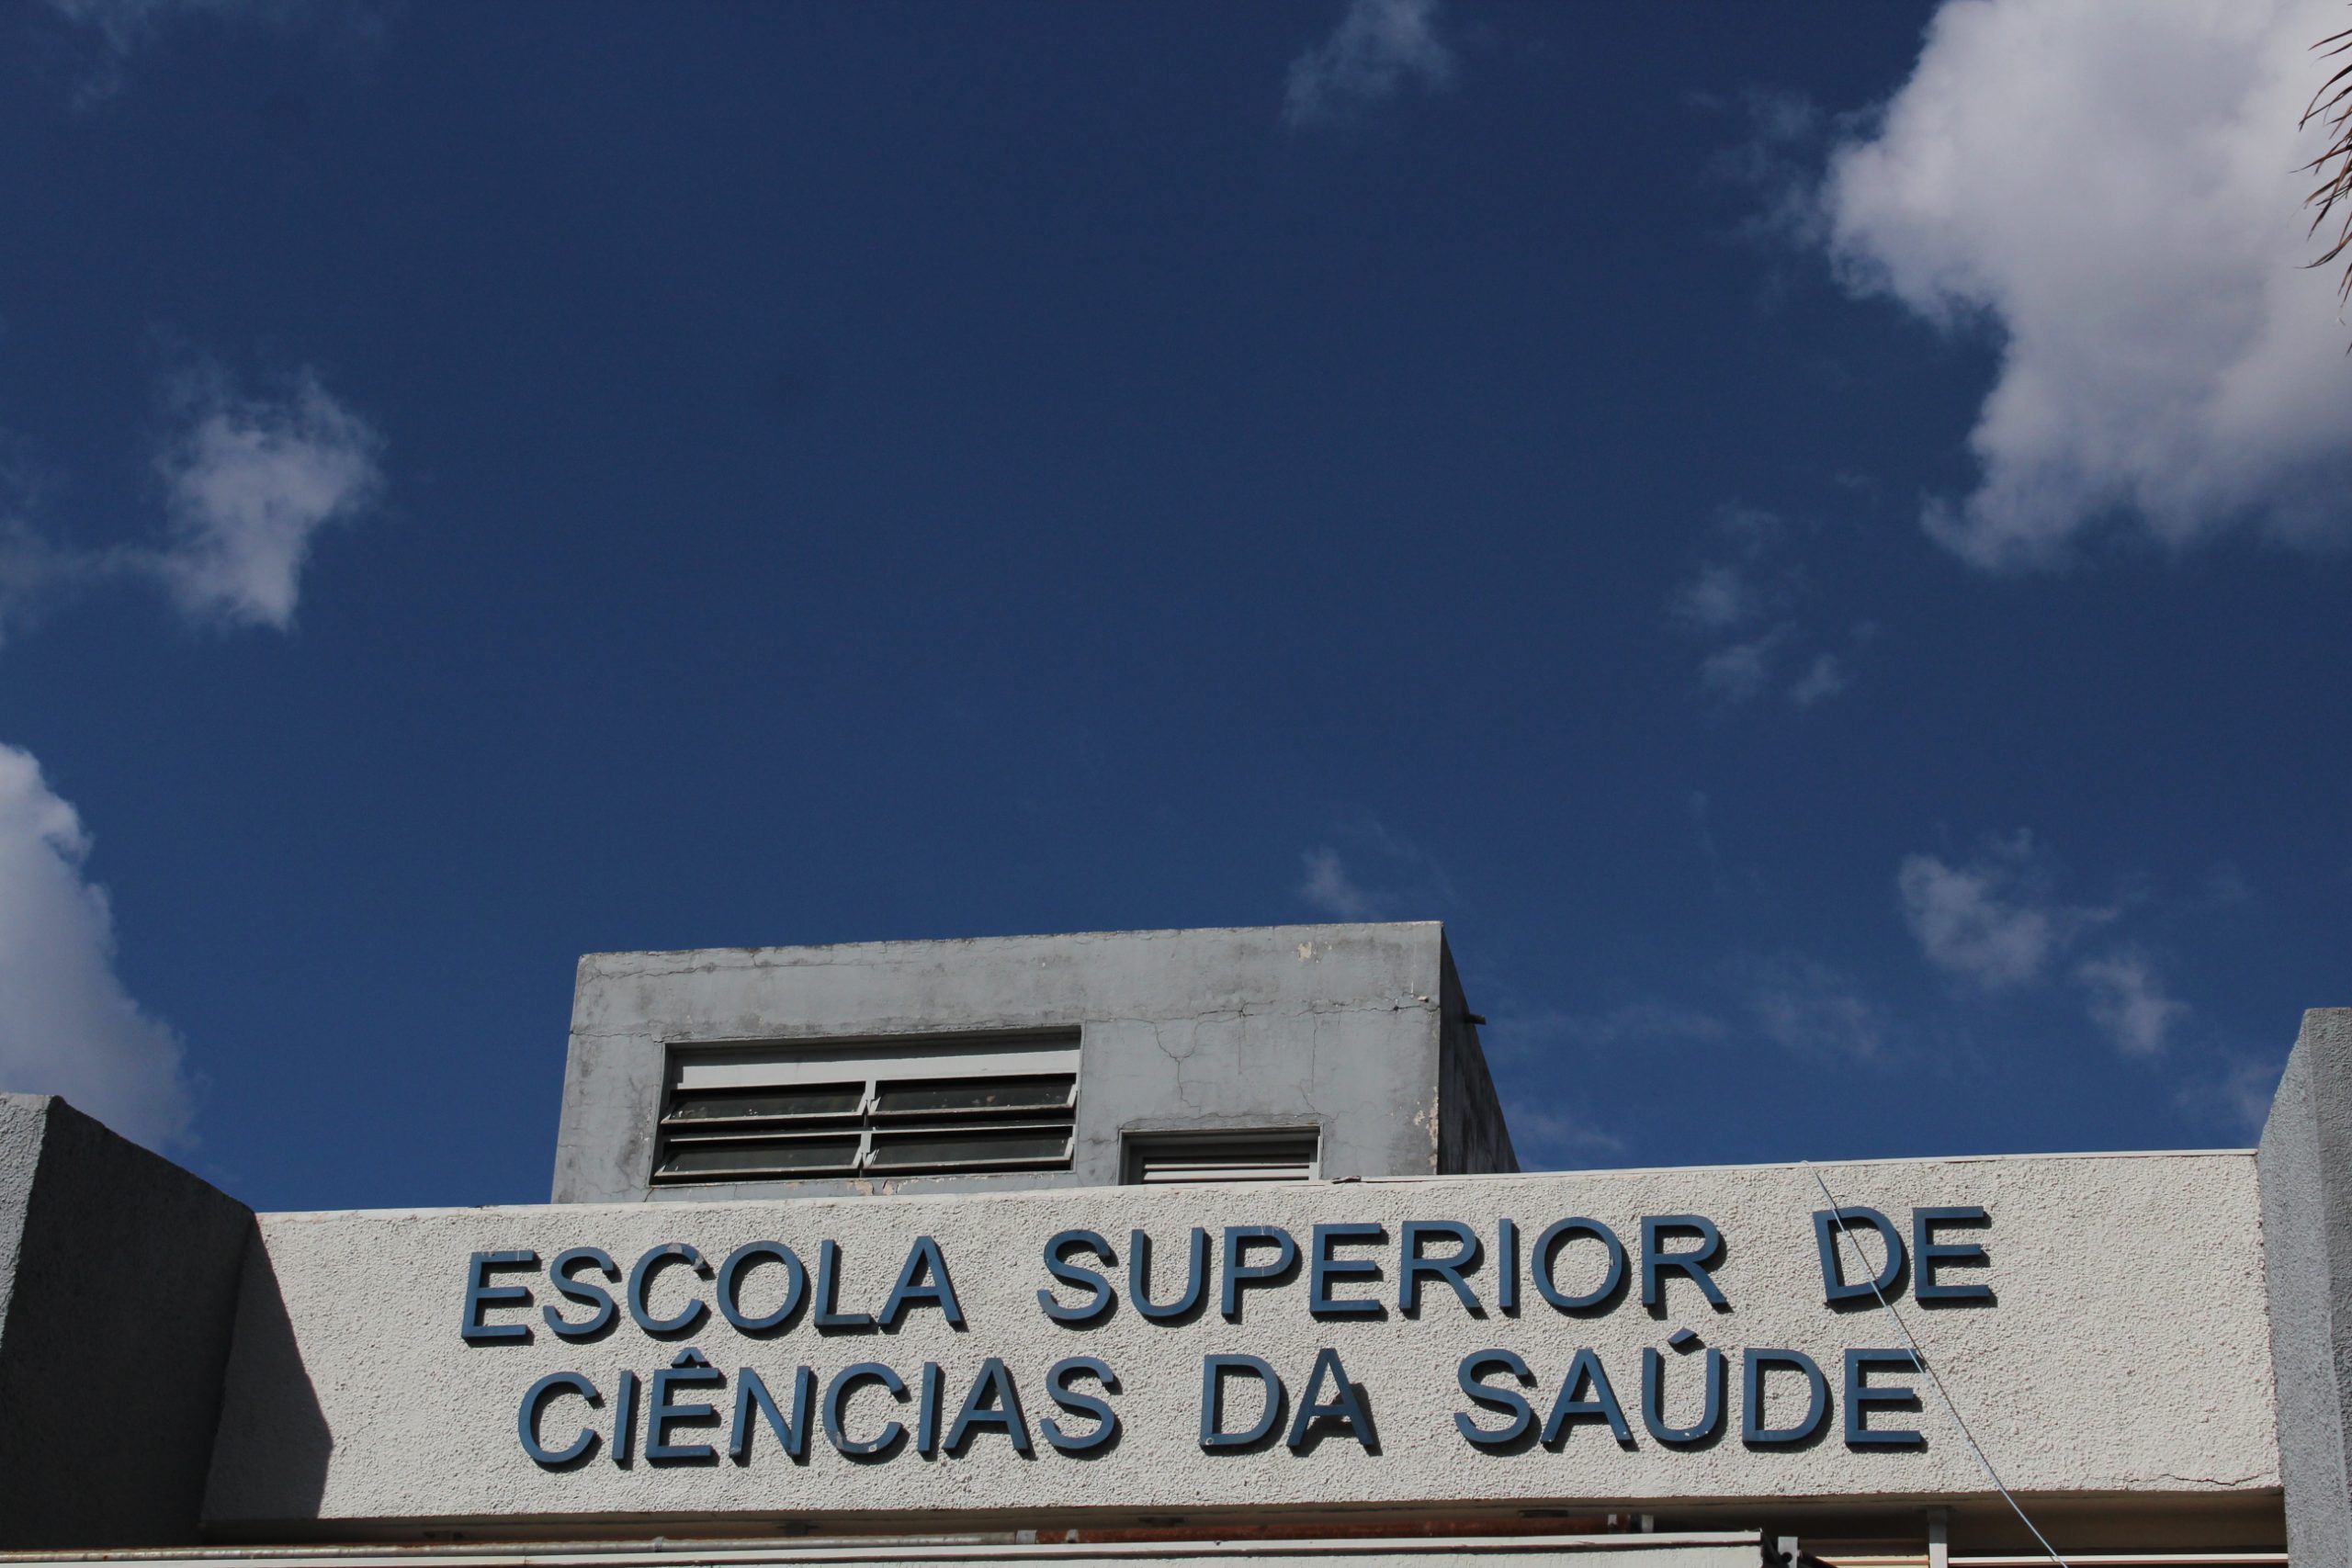 ESCOLA SUPERIOR DE
CIÊNCIAS DA SAÚDE